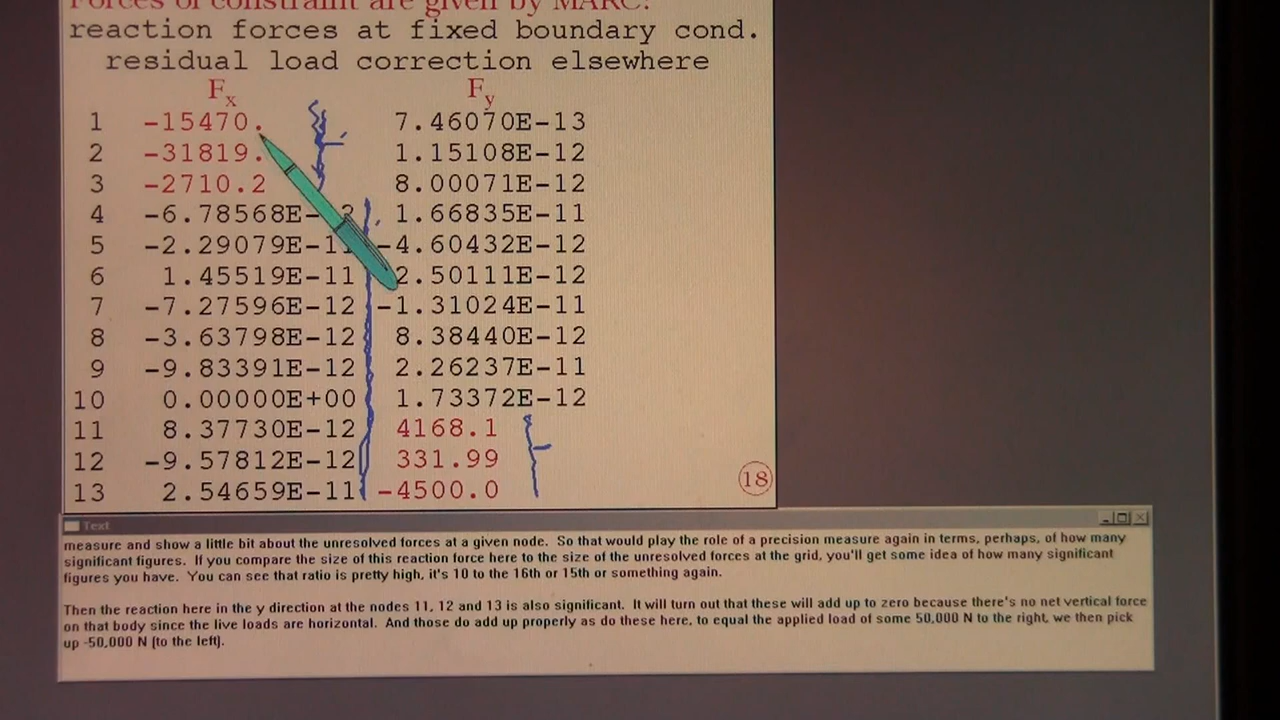 Forces of constraint are given by MARC:
reaction forces at fixed boundary cond.
residual load correction elsewhere
Fx Fy
1 -15470. 7.46070E-13
2 -31819. 1.15108E-12
3 -2710.2 8.00071E-12
4 -6.78568E- 1.66835E-11
5 -2.29079E-11 -4.60432E-12
6 1.45519E-11 2.50111E-12
7 -7.27596E-12 -1.31024E-11
8 -3.63798E-12 8.38440E-12
9 -9.83391E-12 2.26237E-11
10 0.00000E+00 1.73372E-12
11 8.37730E-12 4168.1
12 -9.57812E-12 331.99
13 2.54659E-11 -4500.0
18
Text
measure and show a little bit about the unresolved forces at a given node. So that would play the role of a precision measure again in terms, perhaps, of how many
significant figures. If you compare the size of this reaction force here to the size of the unresolved forces at the grid, you'll get some idea of how many significant
figures you have. You can see that ratio is pretty high, it's 10 to the 16th or 15th or something again.
Then the reaction here in the y direction at the nodes 11, 12 and 13 is also significant. It will turn out that these will add up to zero because there's no net vertical force
on that body since the live loads are horizontal. And those do add up properly as do these here, to equal the applied load of some 50,000 N to the right, we then pick
up -50,000 N (to the left).